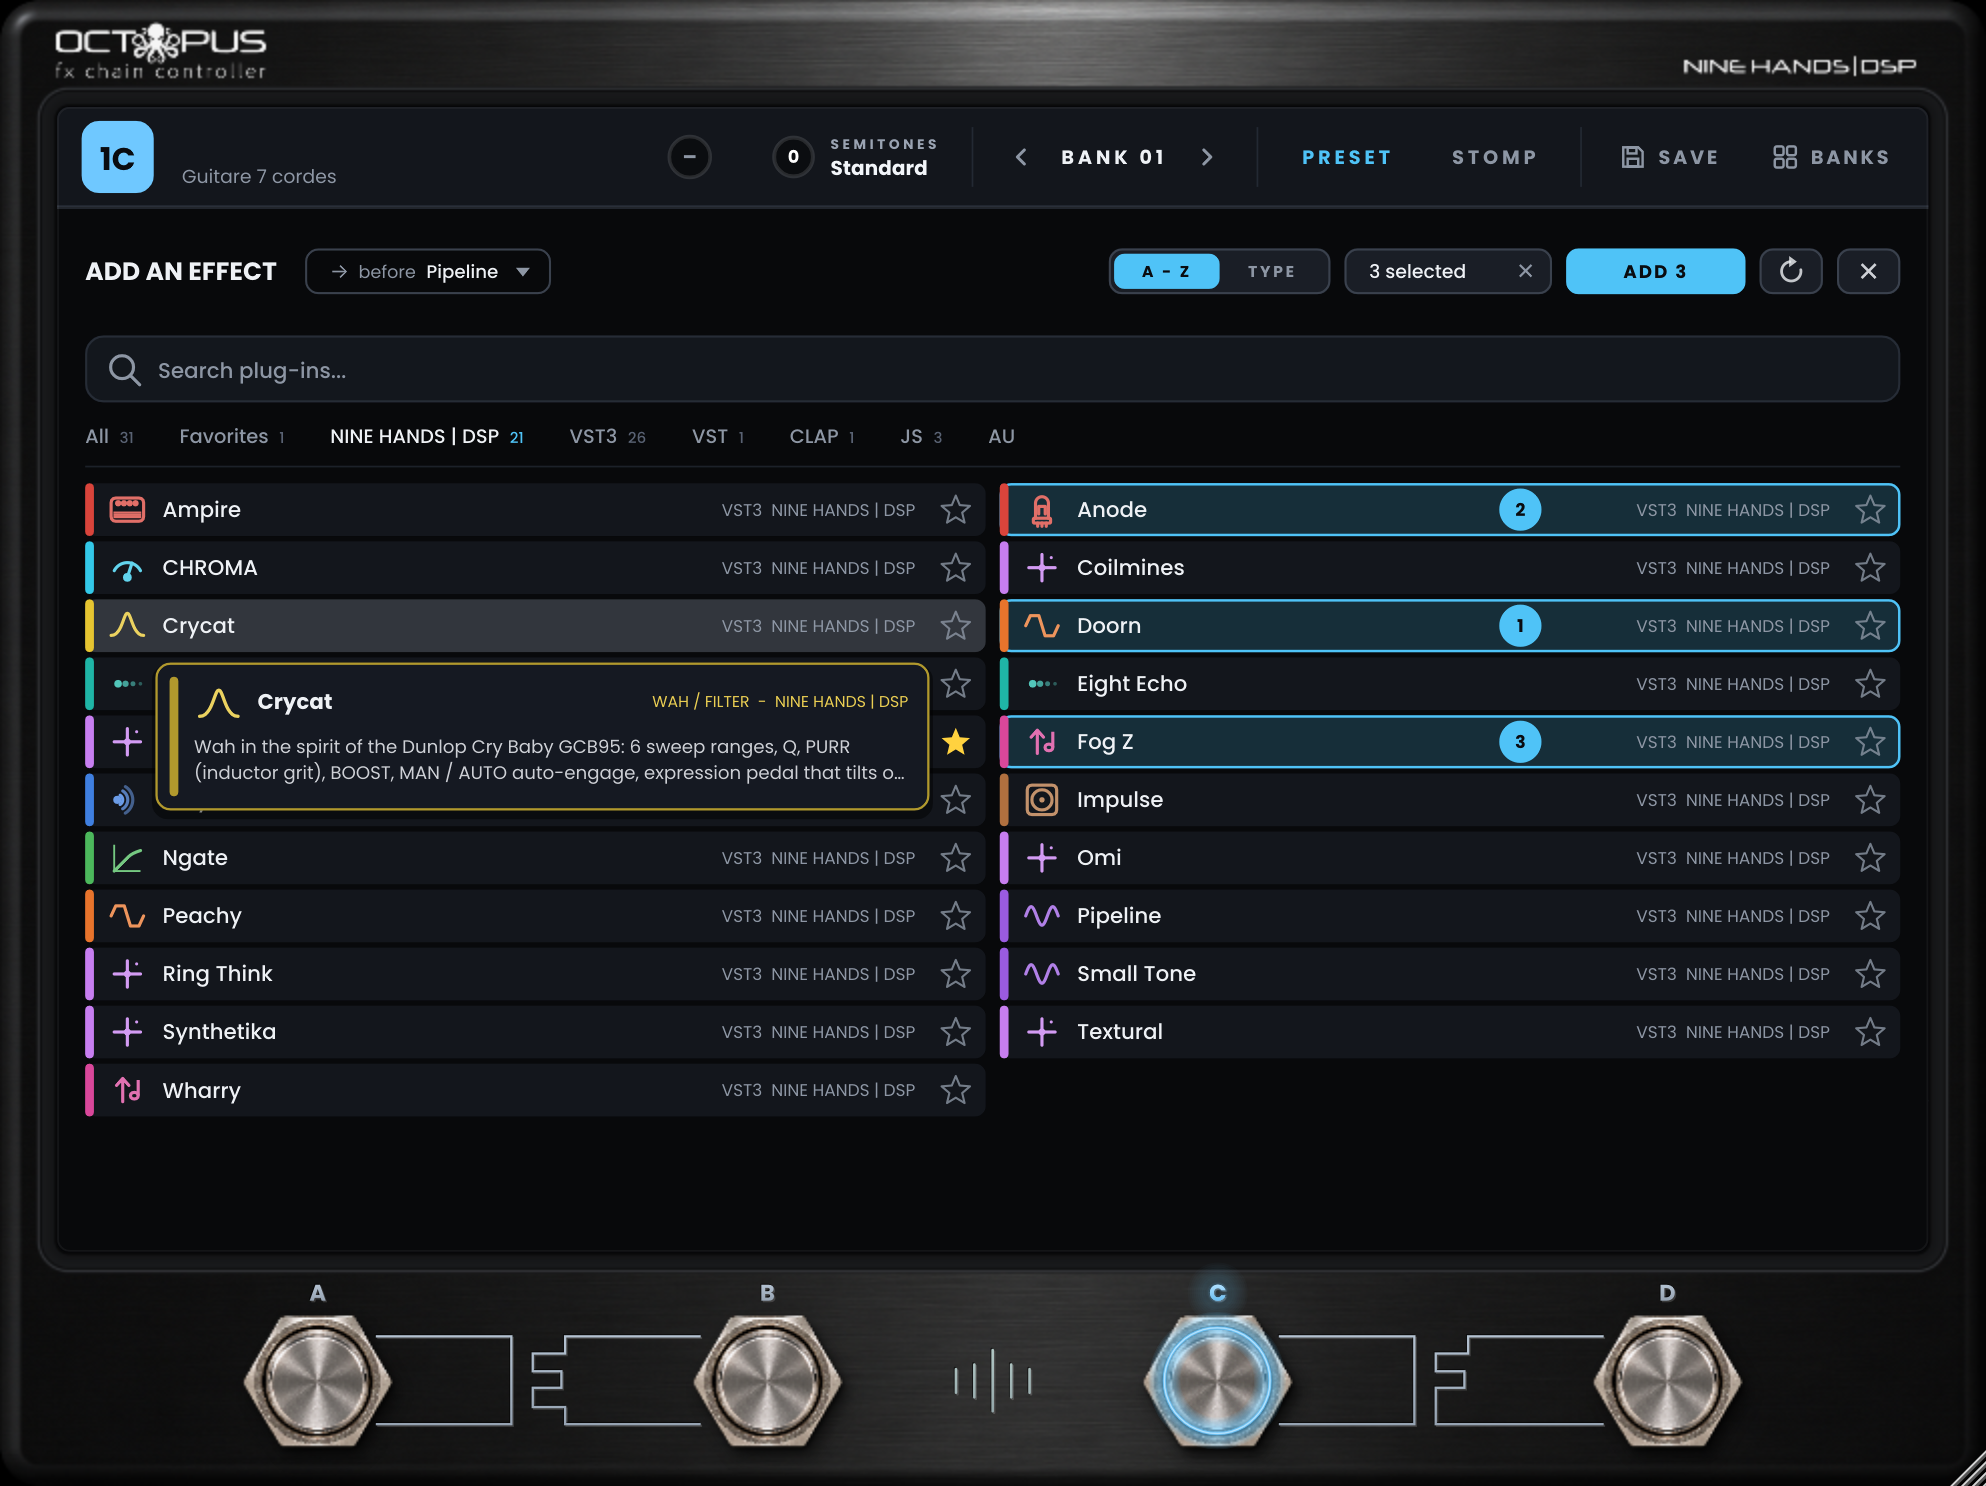 OCTOPUS
fx chain controller
NINE HANDS|DSP
1C
Guitare 7 cordes
–
0
SEMITONES
Standard
< BANK 01 >
PRESET
STOMP
SAVE
BANKS
ADD AN EFFECT
→ before Pipeline
A - Z
TYPE
3 selected ×
ADD 3
×
Search plug-ins...
All 31
Favorites 1
NINE HANDS | DSP 21
VST3 26
VST 1
CLAP 1
JS 3
AU
Ampire VST3 NINE HANDS | DSP
Anode 2 VST3 NINE HANDS | DSP
CHROMA VST3 NINE HANDS | DSP
Coilmines VST3 NINE HANDS | DSP
Crycat VST3 NINE HANDS | DSP
Doorn 1 VST3 NINE HANDS | DSP
Eight Echo VST3 NINE HANDS | DSP
Crycat WAH / FILTER - NINE HANDS | DSP
Wah in the spirit of the Dunlop Cry Baby GCB95: 6 sweep ranges, Q, PURR
(inductor grit), BOOST, MAN / AUTO auto-engage, expression pedal that tilts o...
Fog Z 3 VST3 NINE HANDS | DSP
Impulse VST3 NINE HANDS | DSP
Ngate VST3 NINE HANDS | DSP
Omi VST3 NINE HANDS | DSP
Peachy VST3 NINE HANDS | DSP
Pipeline VST3 NINE HANDS | DSP
Ring Think VST3 NINE HANDS | DSP
Small Tone VST3 NINE HANDS | DSP
Synthetika VST3 NINE HANDS | DSP
Textural VST3 NINE HANDS | DSP
Wharry VST3 NINE HANDS | DSP
A
B
C
D